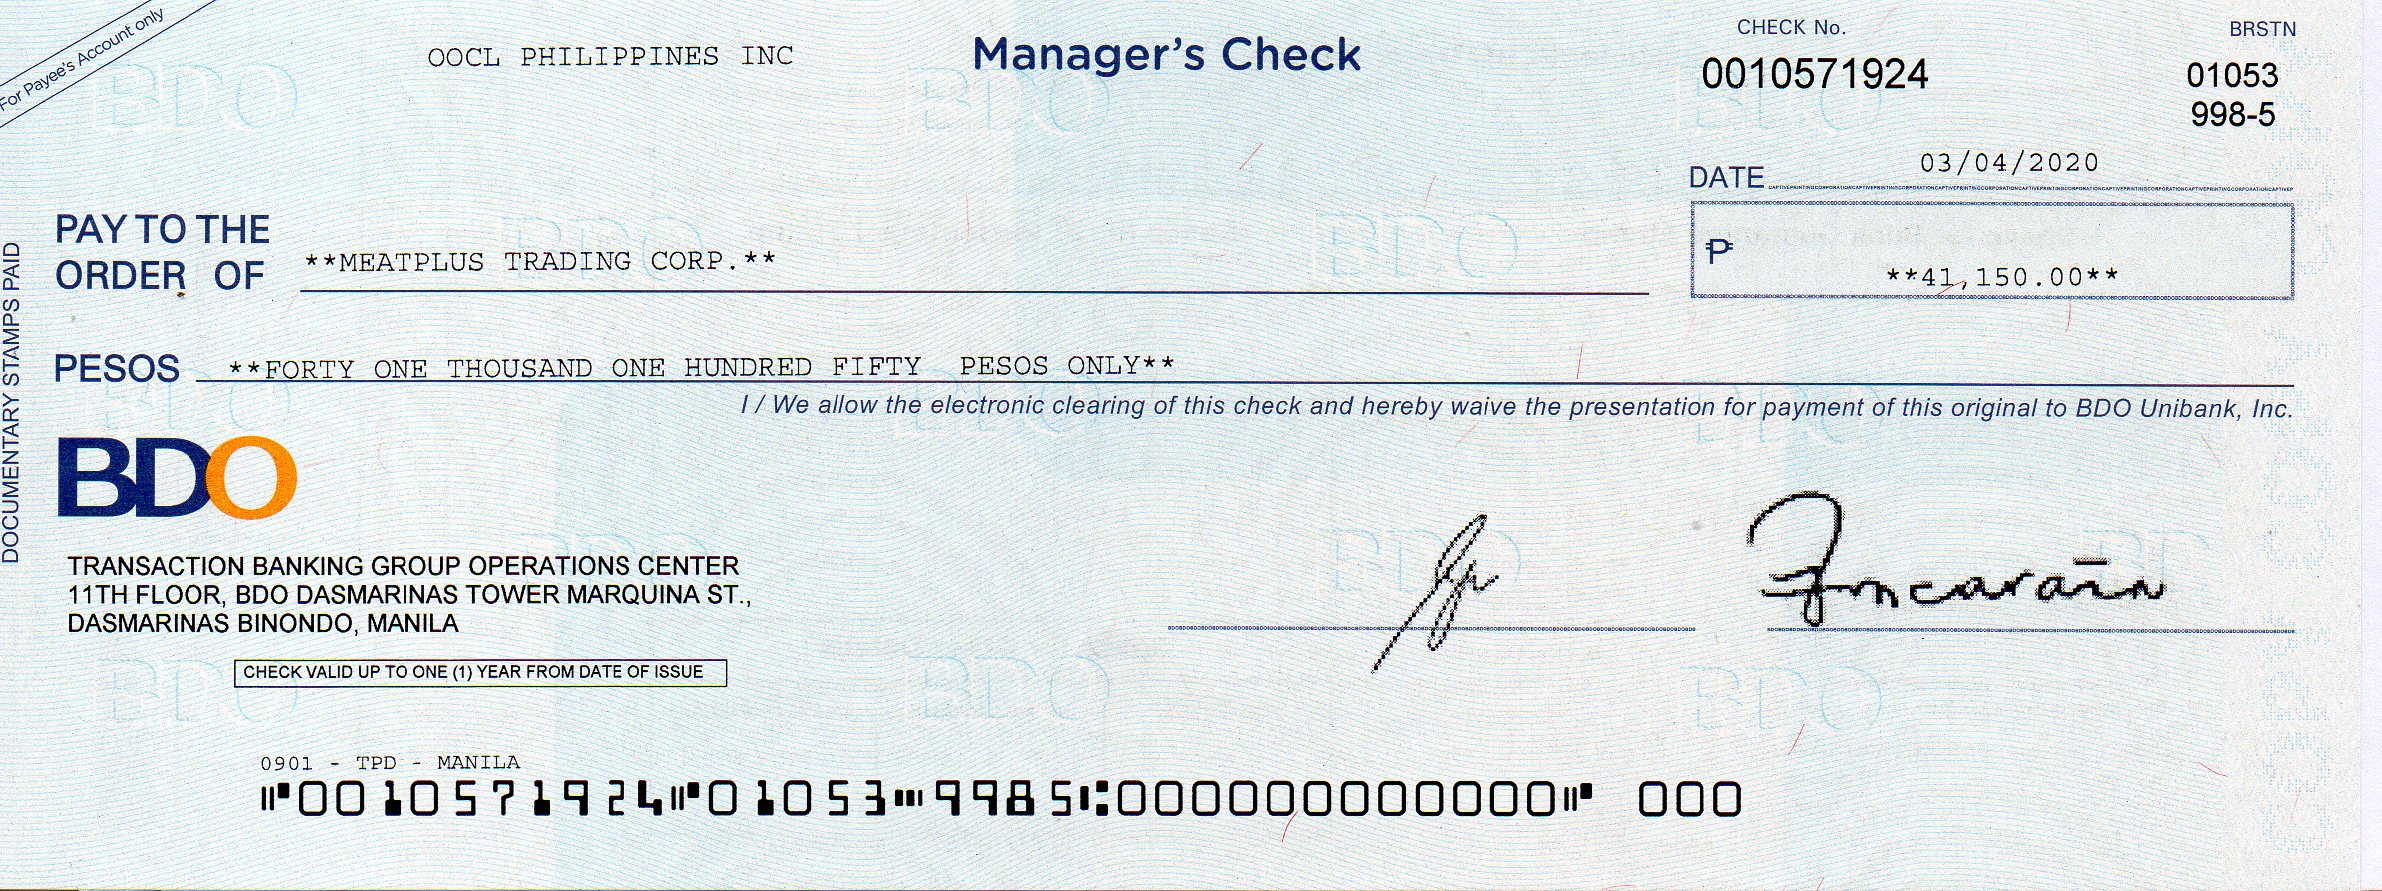 For Payee's Account only
OOCL PHILIPPINES INC
Manager's Check
CHECK No.
0010571924
BRSTN
01053
998-5
DATE 03/04/2020
PAY TO THE
ORDER OF **MEATPLUS TRADING CORP.**
₱ **41,150.00**
PESOS **FORTY ONE THOUSAND ONE HUNDRED FIFTY PESOS ONLY**
I / We allow the electronic clearing of this check and hereby waive the presentation for payment of this original to BDO Unibank, Inc.
DOCUMENTARY STAMPS PAID
BDO
TRANSACTION BANKING GROUP OPERATIONS CENTER
11TH FLOOR, BDO DASMARINAS TOWER MARQUINA ST.,
DASMARINAS BINONDO, MANILA
CHECK VALID UP TO ONE (1) YEAR FROM DATE OF ISSUE
0901 - TPD - MANILA
⑈0010571924⑈01053⑉9985⑆000000000000⑈ 000